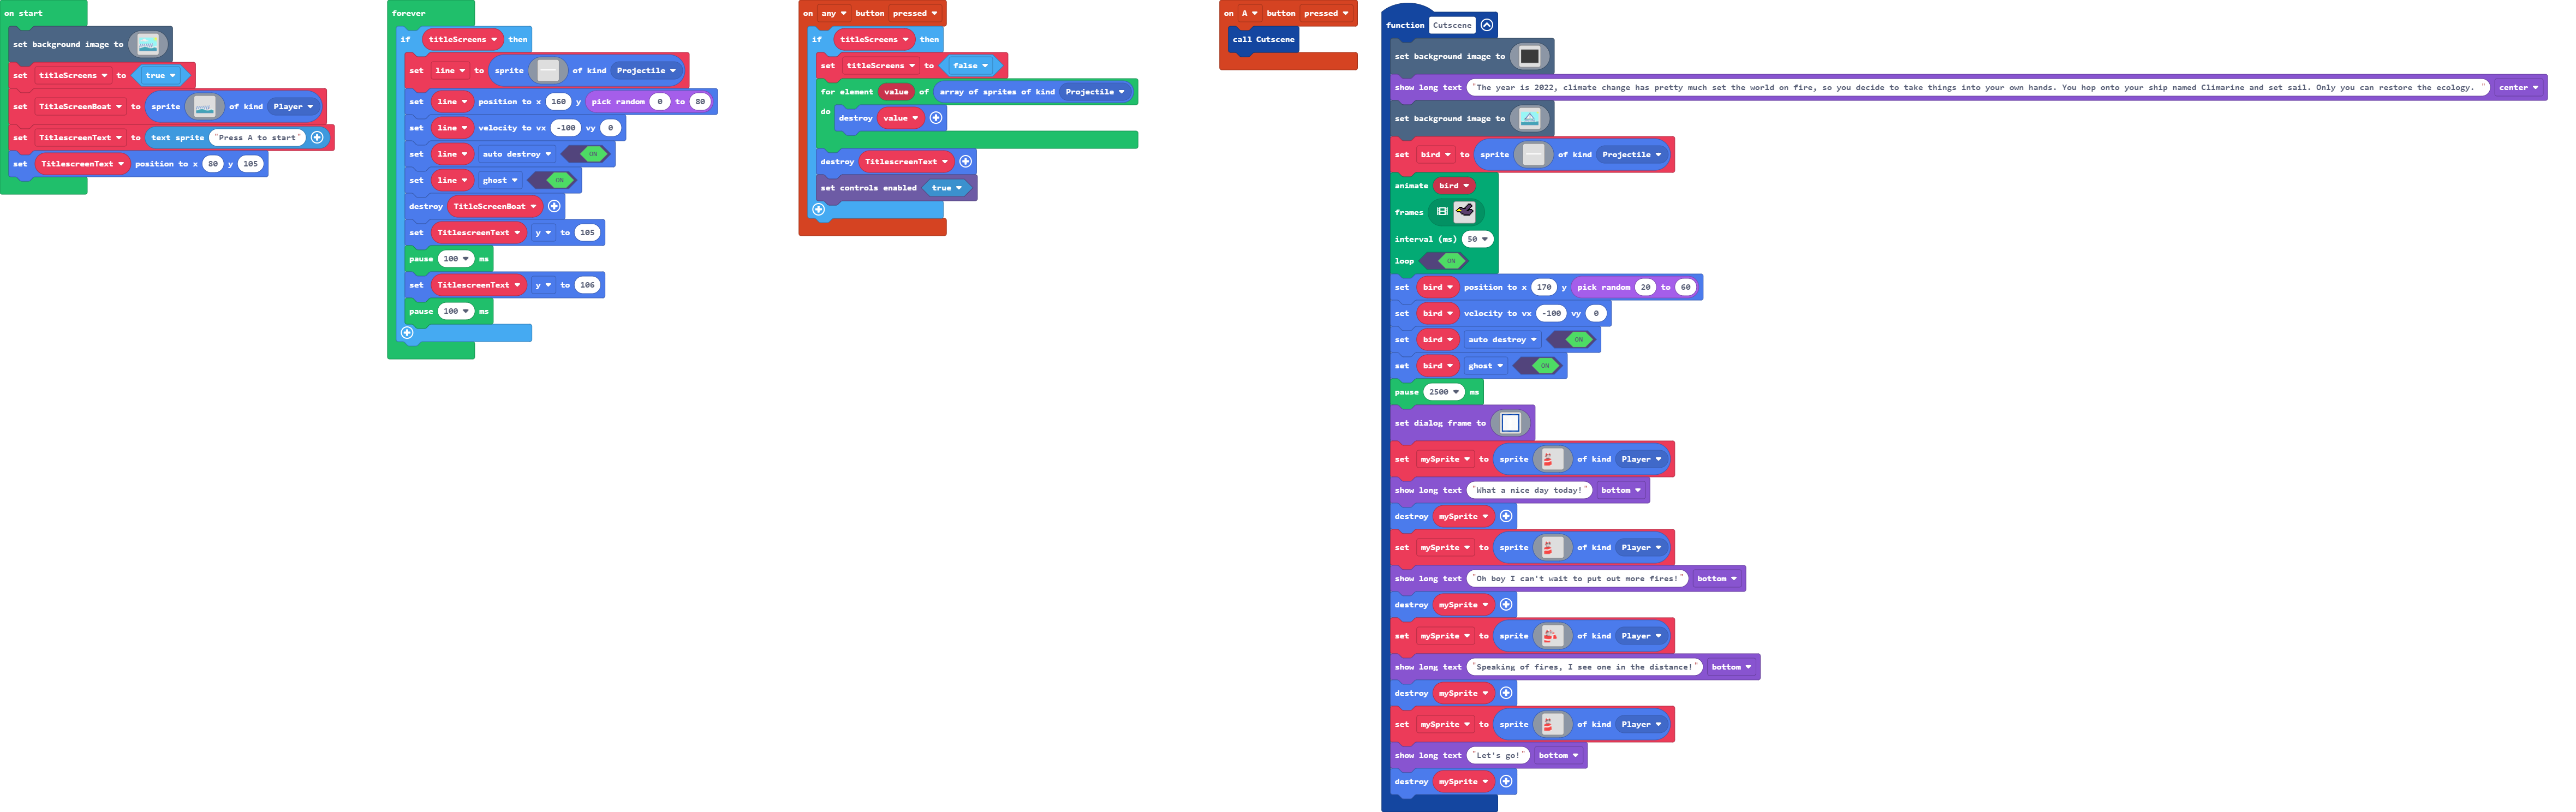 on start
set background image to
set titleScreens to true
set TitleScreenBoat to sprite of kind Player
set TitlescreenText to text sprite "Press A to start"
set TitlescreenText position to x 80 y 105
forever
if titleScreens then
set line to sprite of kind Projectile
set line position to x 160 y pick random 0 to 80
set line velocity to vx -100 vy 0
set line auto destroy ON
set line ghost ON
destroy TitleScreenBoat
set TitlescreenText y to 105
pause 100 ms
set TitlescreenText y to 106
pause 100 ms
on any button pressed
if titleScreens then
set titleScreens to false
for element value of array of sprites of kind Projectile
do
destroy value
destroy TitlescreenText
set controls enabled true
on A button pressed
call Cutscene
function Cutscene
set background image to
show long text "The year is 2022, climate change has pretty much set the world on fire, so you decide to take things into your own hands. You hop onto your ship named Climarine and set sail. Only you can restore the ecology. " center
set background image to
set bird to sprite of kind Projectile
animate bird
frames
interval (ms) 50
loop ON
set bird position to x 170 y pick random 20 to 60
set bird velocity to vx -100 vy 0
set bird auto destroy ON
set bird ghost ON
pause 2500 ms
set dialog frame to
set mySprite to sprite of kind Player
show long text "What a nice day today!" bottom
destroy mySprite
set mySprite to sprite of kind Player
show long text "Oh boy I can't wait to put out more fires!" bottom
destroy mySprite
set mySprite to sprite of kind Player
show long text "Speaking of fires, I see one in the distance!" bottom
destroy mySprite
set mySprite to sprite of kind Player
show long text "Let's go!" bottom
destroy mySprite